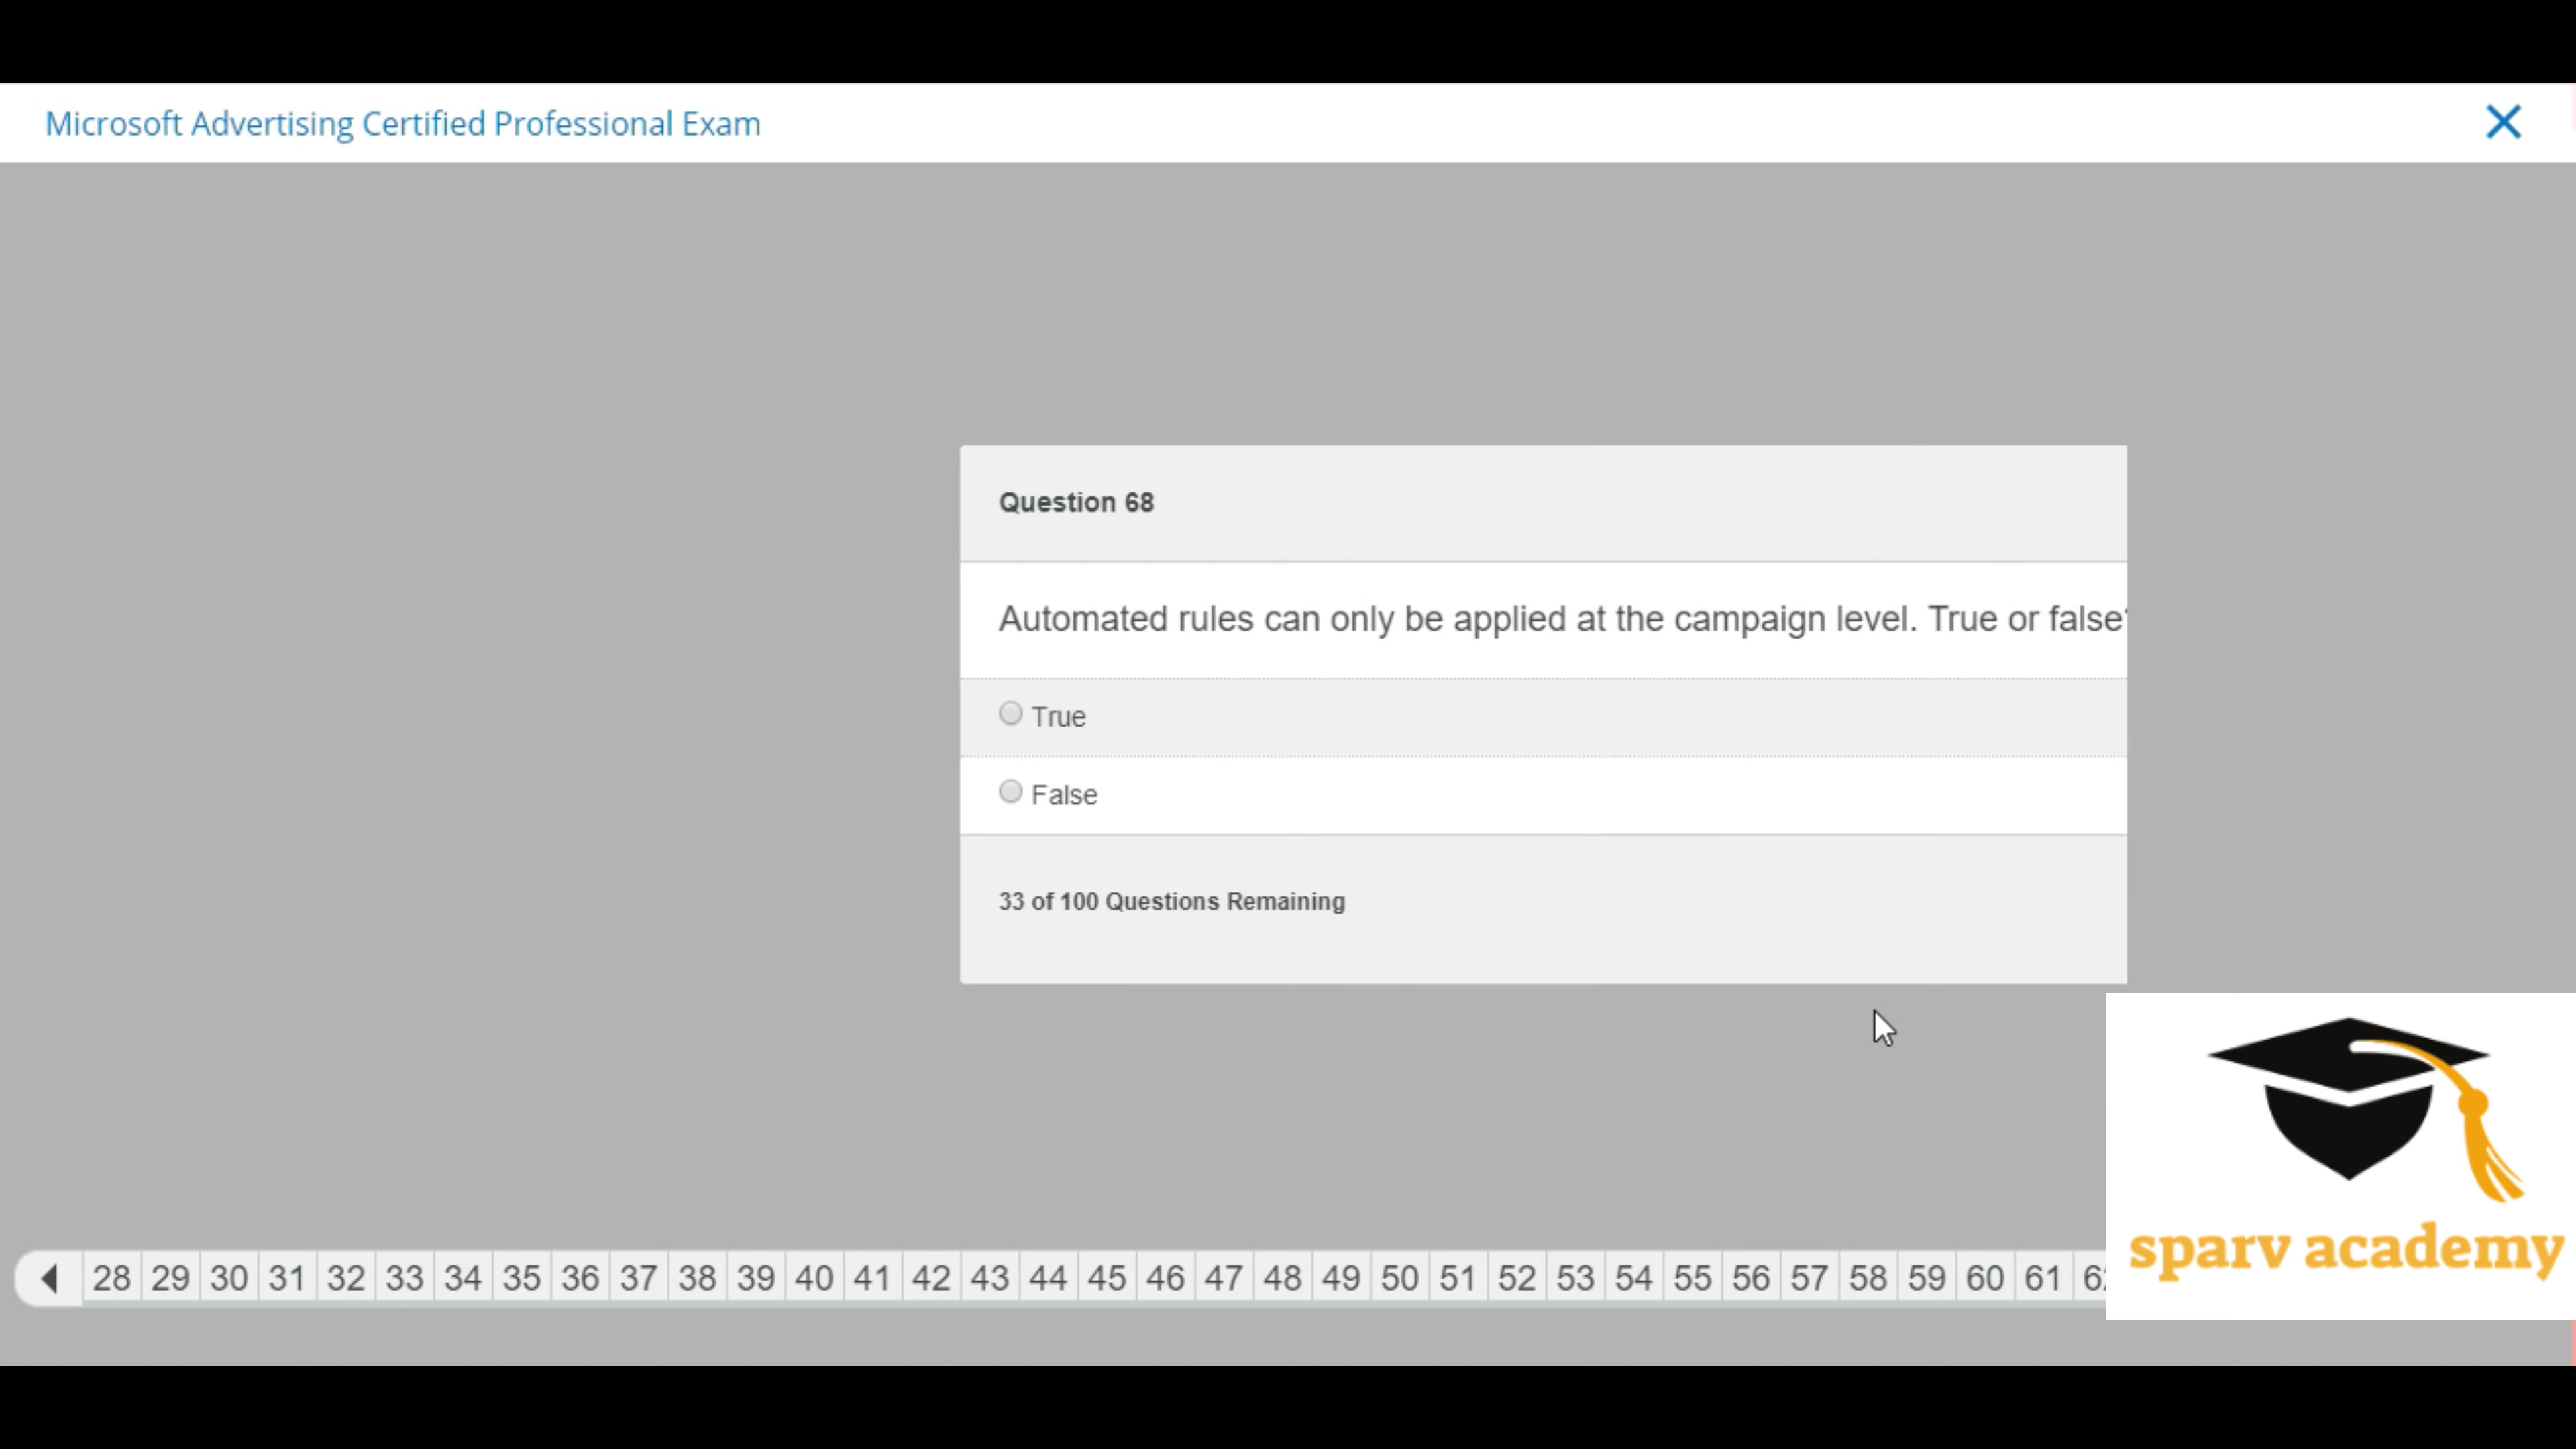 Microsoft Advertising Certified Professional Exam
Question 68
Automated rules can only be applied at the campaign level. True or false
True
False
33 of 100 Questions Remaining
28 29 30 31 32 33 34 35 36 37 38 39 40 41 42 43 44 45 46 47 48 49 50 51 52 53 54 55 56 57 58 59 60 61
sparv academy